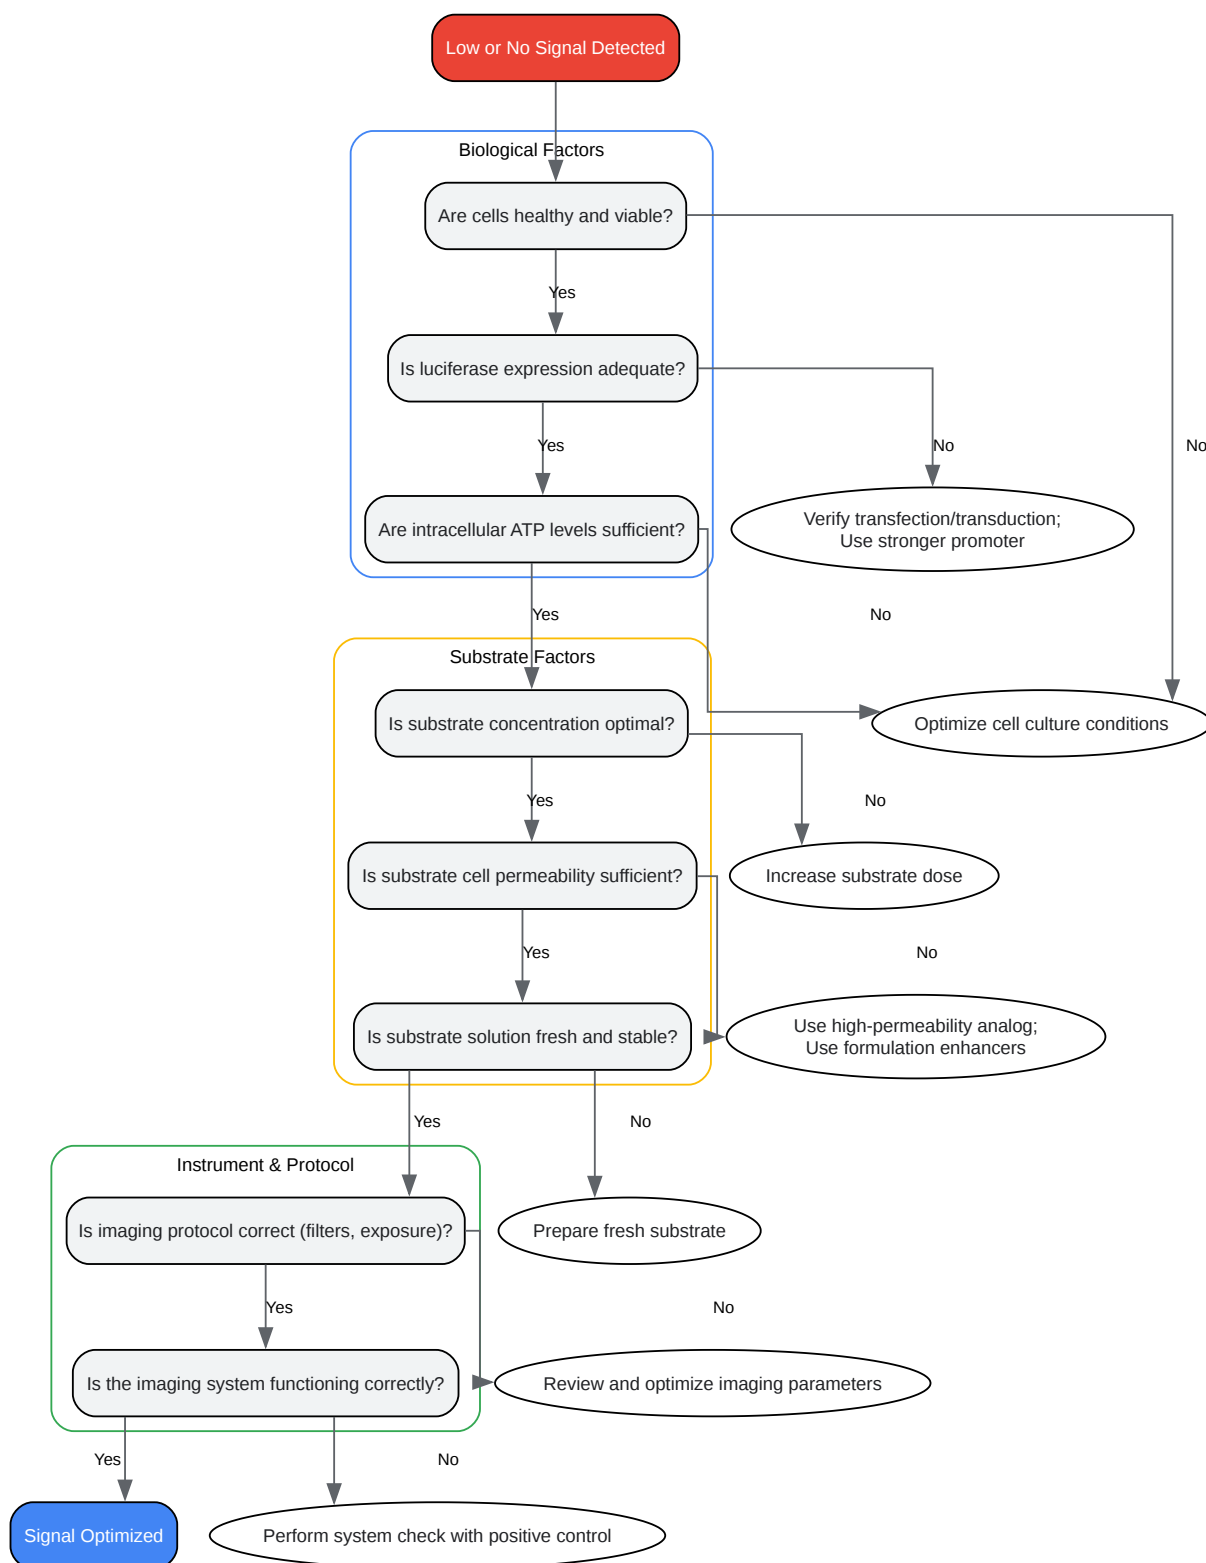 Low or No Signal Detected
Biological Factors
Are cells healthy and viable?
Yes
Is luciferase expression adequate?
Yes
No
No
Are intracellular ATP levels sufficient?
Verify transfection/transduction;
Use stronger promoter
Yes
No
Substrate Factors
Is substrate concentration optimal?
Optimize cell culture conditions
Yes
No
Is substrate cell permeability sufficient?
Increase substrate dose
Yes
No
Is substrate solution fresh and stable?
Use high-permeability analog;
Use formulation enhancers
Yes
No
Instrument & Protocol
Is imaging protocol correct (filters, exposure)?
Prepare fresh substrate
Yes
No
Is the imaging system functioning correctly?
Review and optimize imaging parameters
Yes
No
Signal Optimized
Perform system check with positive control